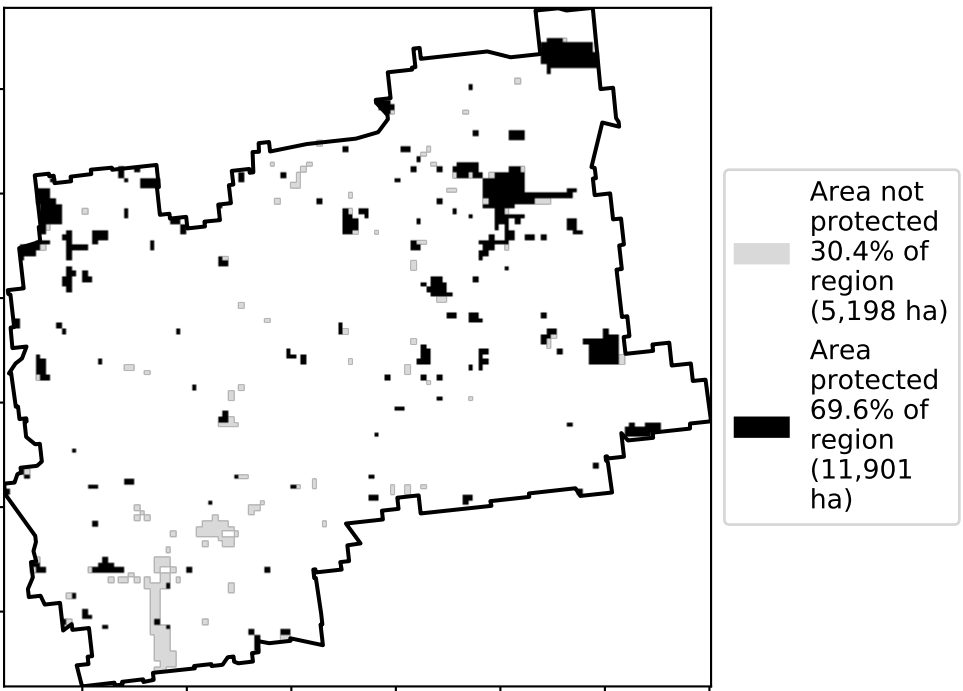 Area not
protected
30.4% of
region
(5,198 ha)
Area
protected
69.6% of
region
(11,901
ha)